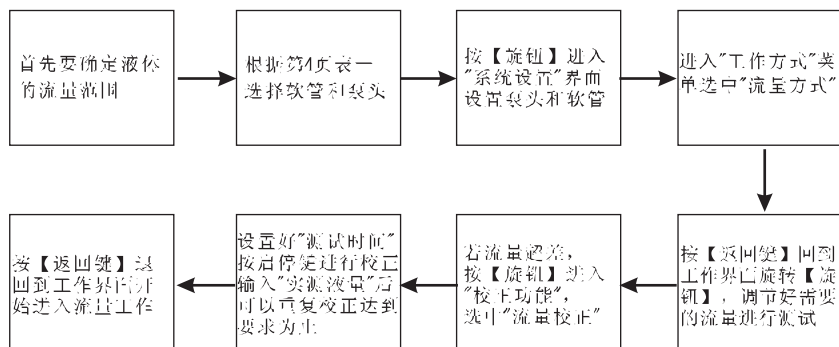 首先要确定液体
的流量范围
根据第4页表一
选择软管和泵头
按【旋钮】进入
"系统设置"界面
设置泵头和软管
进入"工作方式"菜
单选中"流量方式"
按【返回键】回到
工作界面旋转【旋
钮】，调节好需要
的流量进行测试
若流量超差，
按【旋钮】进入
"校正功能"，
选中"流量校正"
设置好"测试时间"
按启停键进行校正
输入"实测液量"后
可以重复校正达到
要求为止
按【返回键】退
回到工作界面开
始进入流量工作